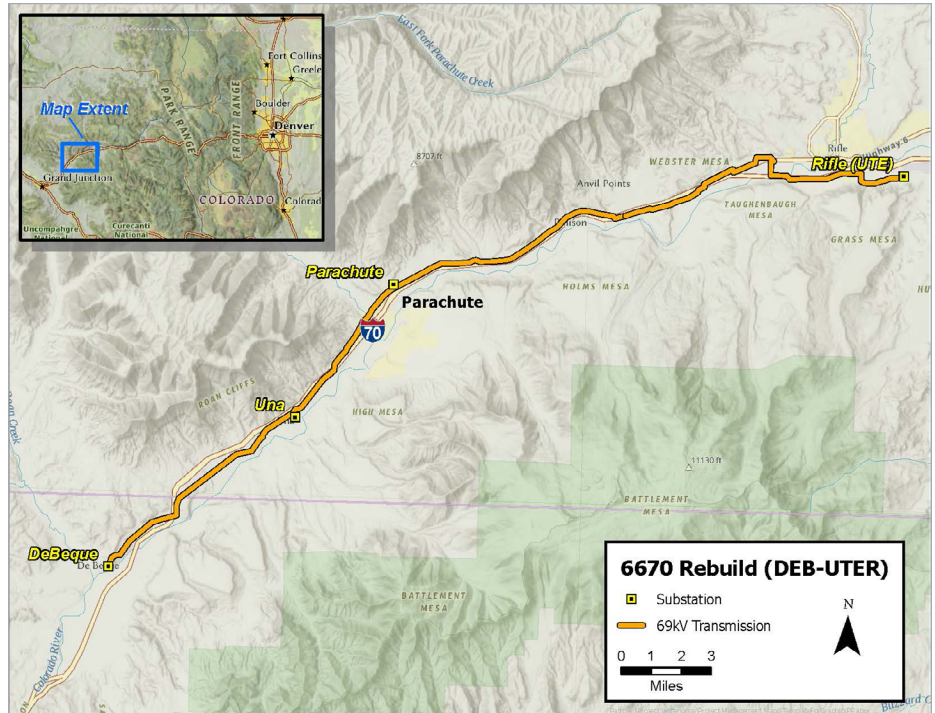 East Fork Parachute Creek
Fort Collins
Greele
Boulder
Denver
PARK RANGE
FRONT RANGE
Map Extent
Grand Junction
COLORADO
Colorad
Uncompahgre
Curecanti
National
8707 ft
WEBSTER MESA
Rifle
Highway 6
Rifle (UTE)
Anvil Points
TAUGHENBAUGH
MESA
GRASS MESA
HOLMS MESA
HU
Parachute
Parachute
70
ROAN CLIFFS
Una
HIGH MESA
Roan Creek
11130 ft
BATTLEMENT
MESA
DeBeque
BATTLEMENT
MESA
Colorado River
6670 Rebuild (DEB-UTER)
Substation
69kV Transmission
N
0 1 2 3
Miles